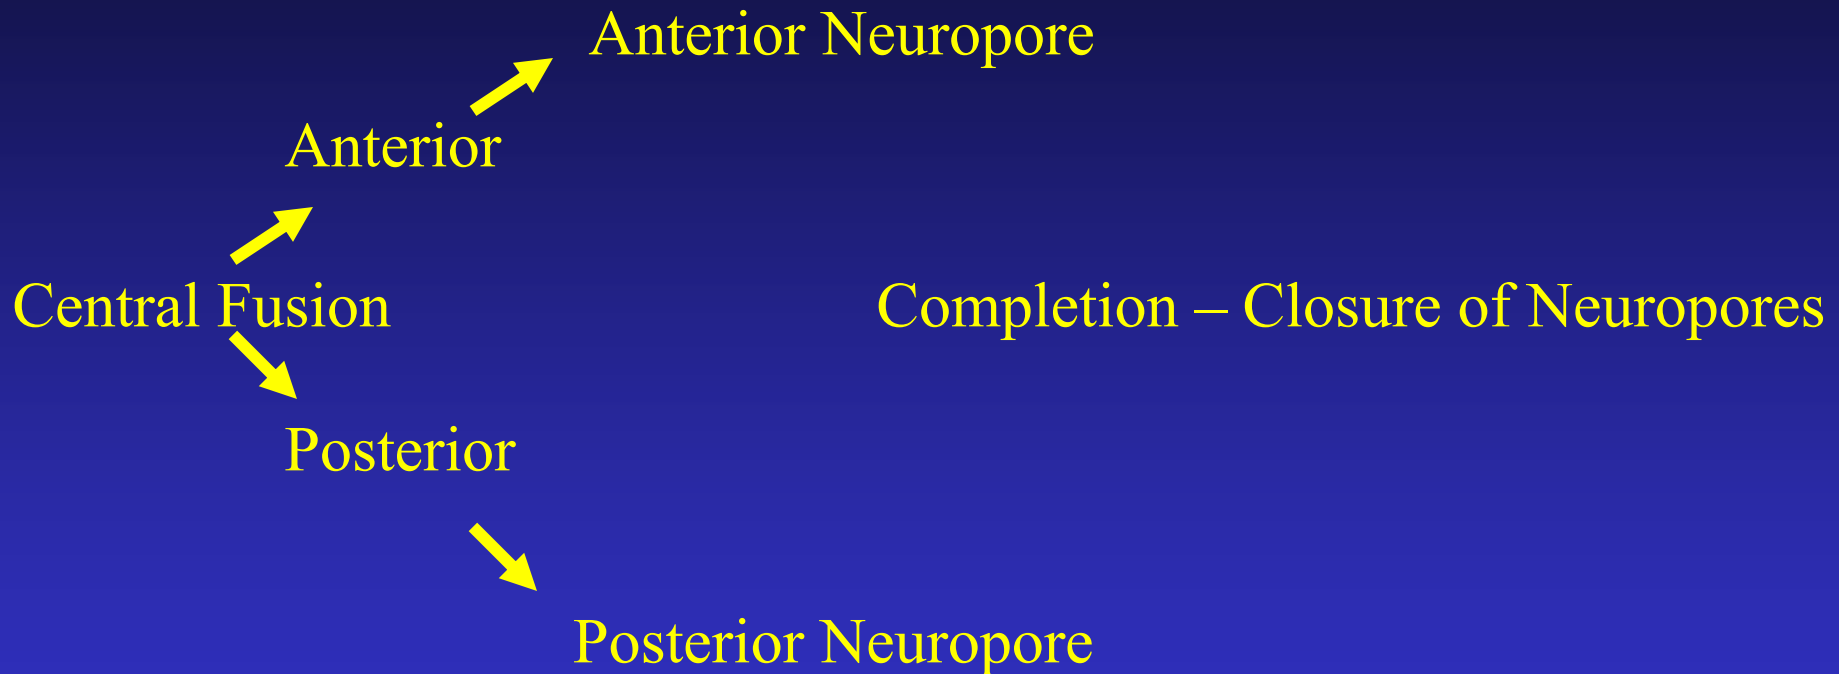 Anterior Neuropore
Anterior
Central Fusion
Completion – Closure of Neuropores
Posterior
Posterior Neuropore